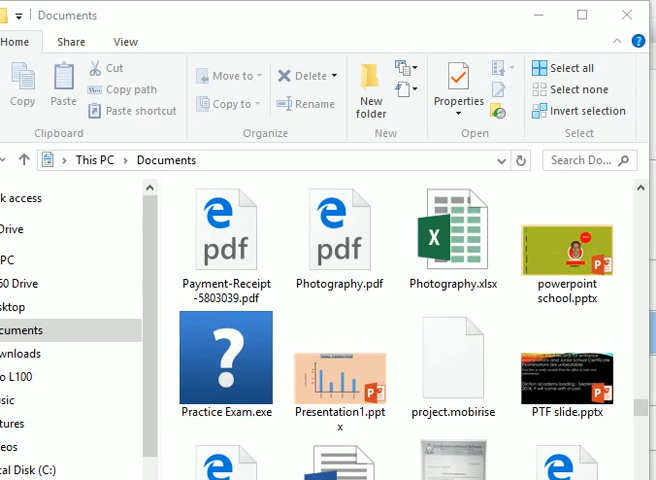 Documents
Home Share View
Copy
Paste
Cut
Copy path
Paste shortcut
Clipboard
Move to
Copy to
Delete
Rename
Organize
New
folder
New
Properties
Open
Select all
Select none
Invert selection
Select
This PC > Documents
Search Do...
k access
Drive
PC
60 Drive
sktop
cuments
wnloads
o L100
sic
tures
eos
cal Disk (C:)
pdf
Payment-Receipt
-5803039.pdf
pdf
Photography.pdf
X
Photography.xlsx
P
powerpoint
school.pptx
?
Practice Exam.exe
P
Presentation1.ppt
x
project.mobirise
P
PTF slide.pptx